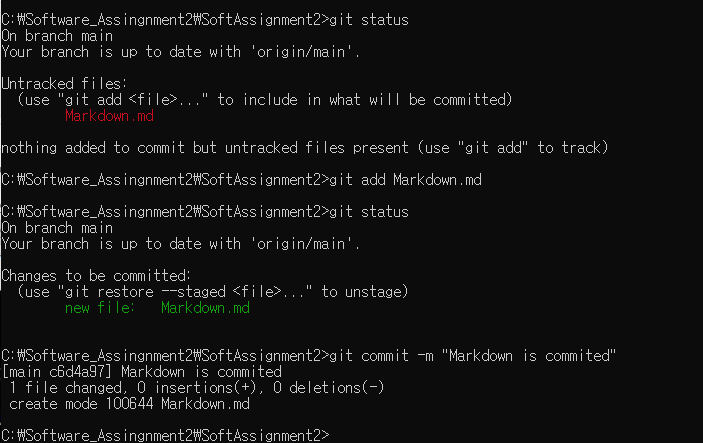 C:₩Software_Assingnment2₩SoftAssignment2>git status
On branch main
Your branch is up to date with 'origin/main'.
Untracked files:
(use "git add <file>..." to include in what will be committed)
Markdown.md
nothing added to commit but untracked files present (use "git add" to track)
C:₩Software_Assingnment2₩SoftAssignment2>git add Markdown.md
C:₩Software_Assingnment2₩SoftAssignment2>git status
On branch main
Your branch is up to date with 'origin/main'.
Changes to be committed:
(use "git restore --staged <file>..." to unstage)
new file: Markdown.md
C:₩Software_Assingnment2₩SoftAssignment2>git commit -m "Markdown is commited"
[main c6d4a97] Markdown is commited
1 file changed, 0 insertions(+), 0 deletions(-)
create mode 100644 Markdown.md
C:₩Software_Assingnment2₩SoftAssignment2>